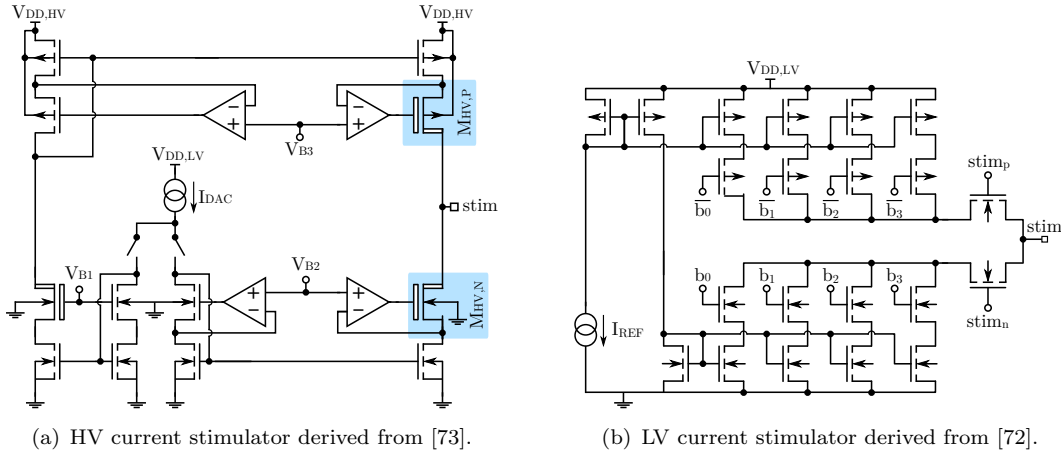 VDD,HV
VDD,HV
MHV,P
VB3
VDD,LV
IDAC
stim
VB1
VB2
MHV,N
(a) HV current stimulator derived from [73].
VDD,LV
b0
b1
b2
b3
stimp
stim
b0
b1
b2
b3
stimn
IREF
(b) LV current stimulator derived from [72].